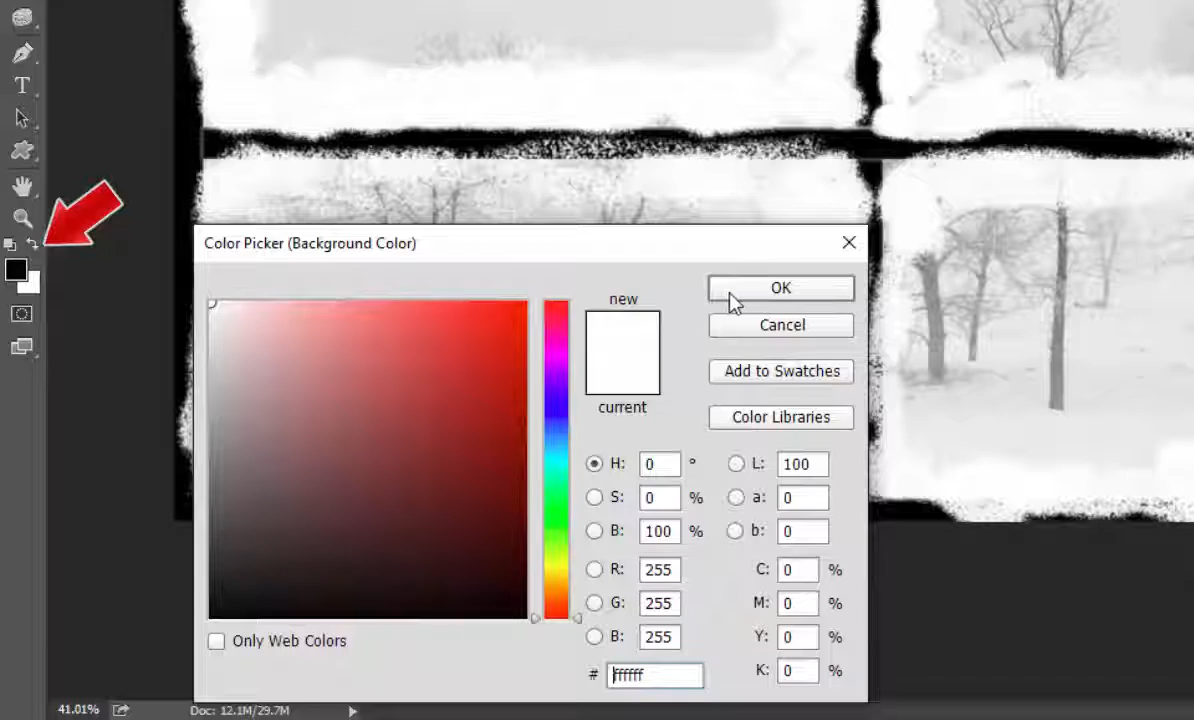 T
Color Picker (Background Color)
new
current
OK
Cancel
Add to Swatches
Color Libraries
H: 0 °
L: 100
S: 0 %
a: 0
B: 100 %
b: 0
R: 255
C: 0 %
G: 255
M: 0 %
B: 255
Y: 0 %
# ffffff
K: 0 %
Only Web Colors
41.01%
Doc: 12.1M/29.7M